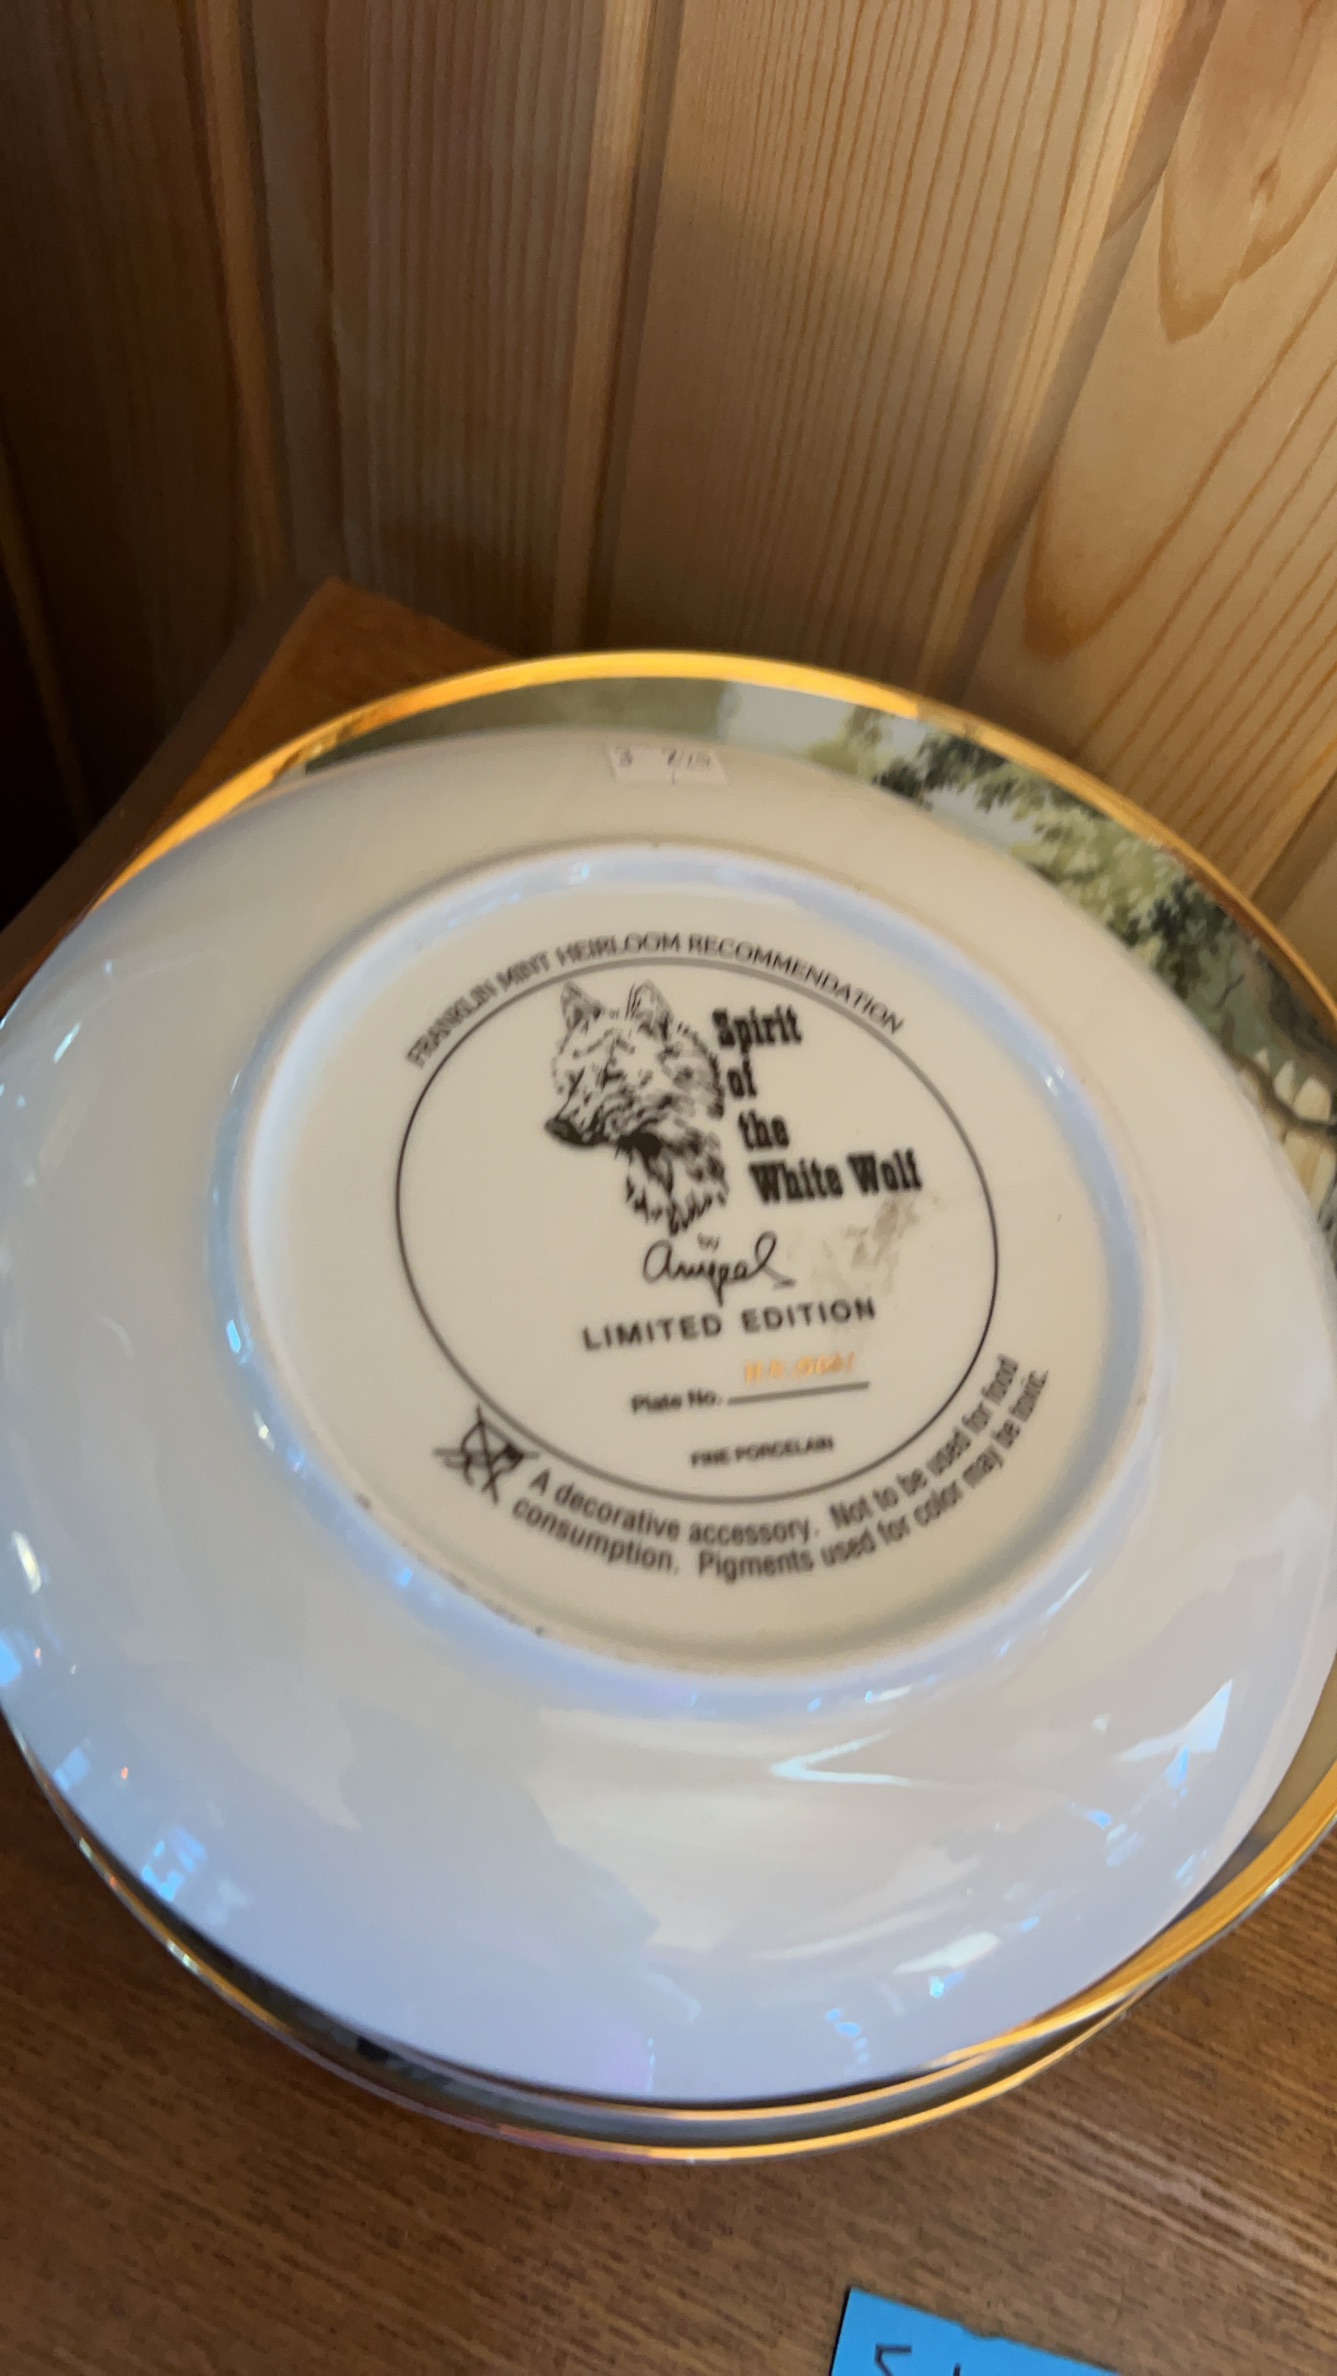 FRANKLIN MINT HEIRLOOM RECOMMENDATION
Spirit
of
the
White Wolf
by
LIMITED EDITION
Plate No.
FINE PORCELAIN
A decorative accessory. Not to be used for food
consumption. Pigments used for color may be toxic.